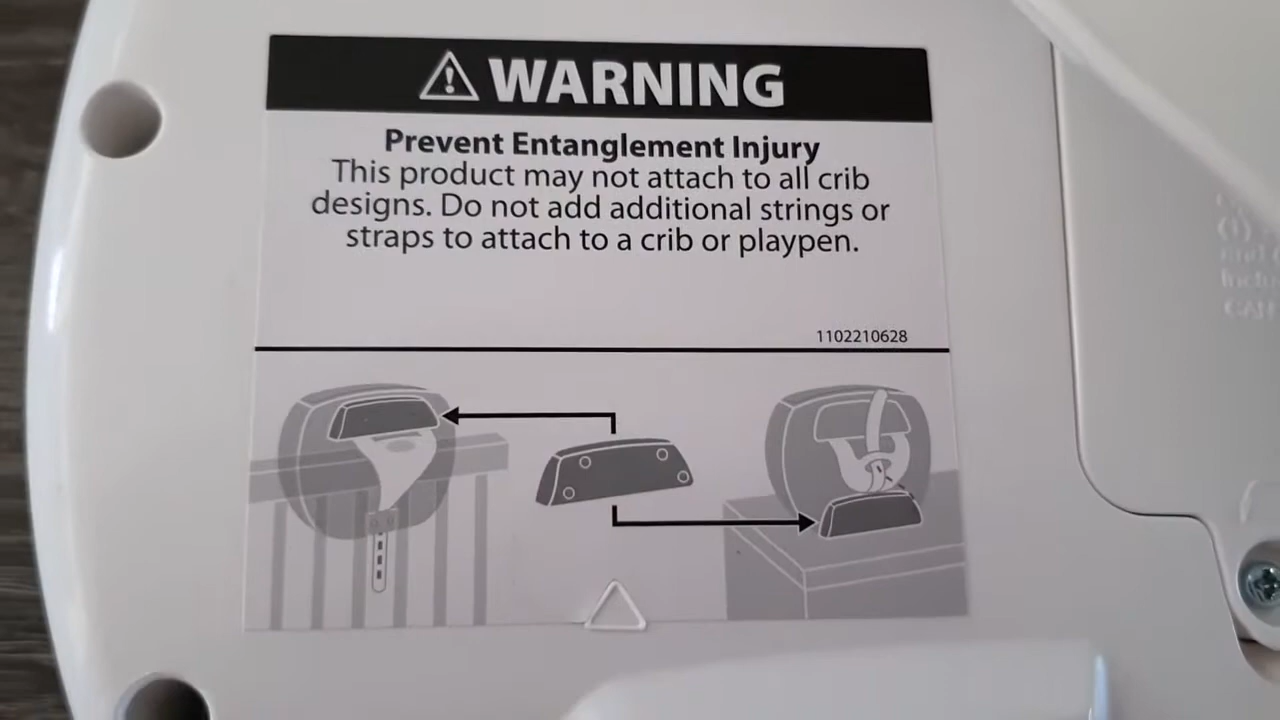 WARNING
Prevent Entanglement Injury
This product may not attach to all crib
designs. Do not add additional strings or
straps to attach to a crib or playpen.
1102210628